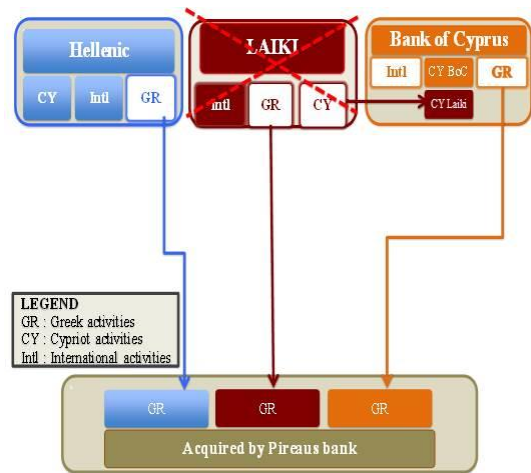 Hellenic
CY Intl GR
LAIKI
Intl GR CY
Bank of Cyprus
Intl CY BoC GR
CY Laiki
LEGEND
GR : Greek activities
CY : Cypriot activities
Intl : International activities
GR GR GR
Acquired by Pireaus bank